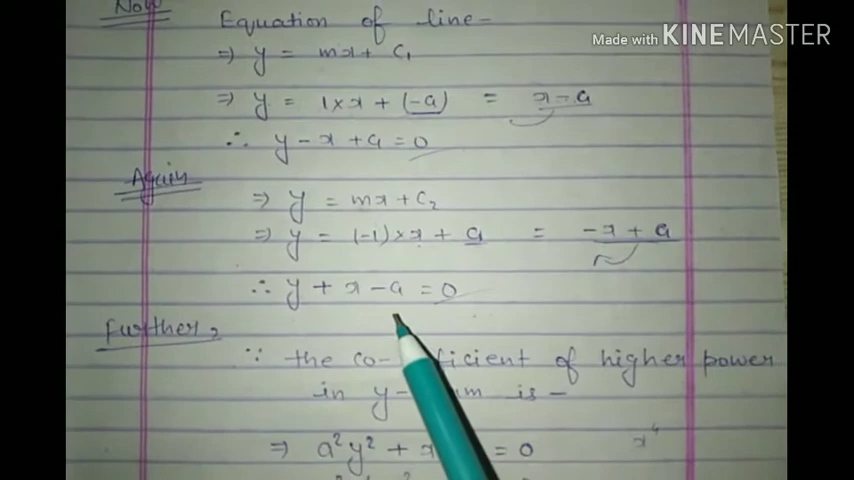 Now Equation of line-
Made with KINEMASTER
⇒ y = mx + c₁
⇒ y = 1×x + (-a) = x-a
∴ y - x + a = 0
Again
⇒ y = mx + c₂
⇒ y = (-1)×x + a = -x + a
∴ y + x - a = 0
Further,
∵ the co- ficient of higher power
in y- is -
⇒ a²y² + x = 0 x⁴